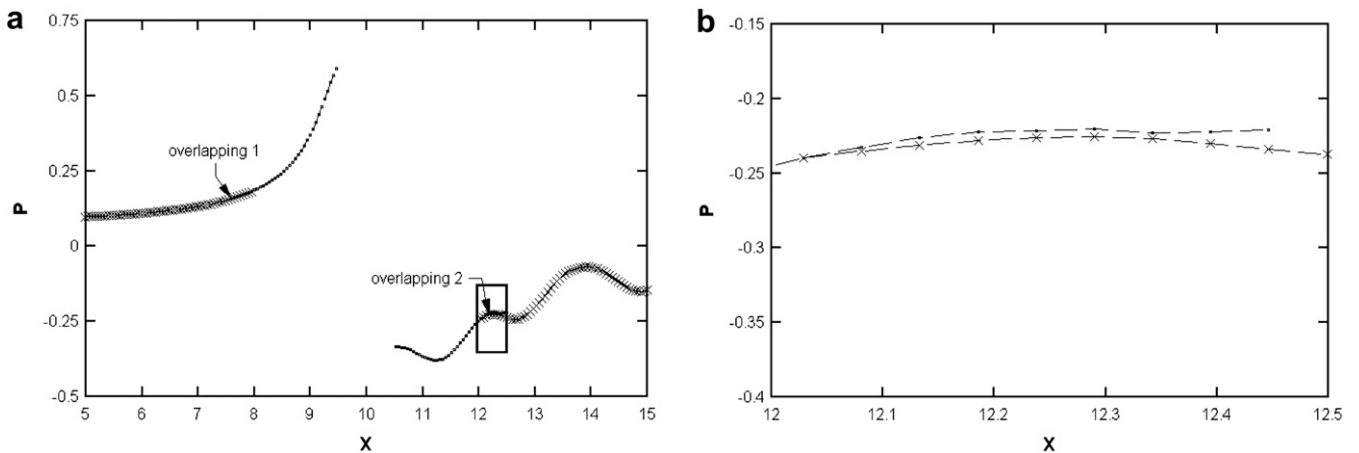 a
0.75
0.5
0.25
0
-0.25
-0.5
P
overlapping 1
overlapping 2
5 6 7 8 9 10 11 12 13 14 15
X
b
-0.15
-0.2
-0.25
-0.3
-0.35
-0.4
P
12 12.1 12.2 12.3 12.4 12.5
X